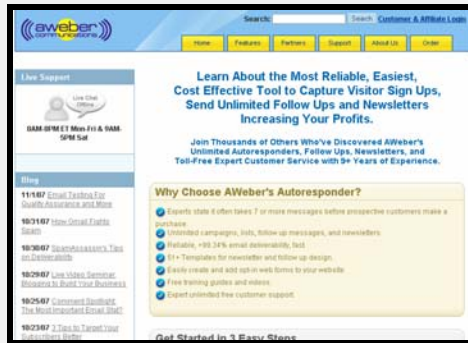 Search:
Search
Customer & Affiliate Login
aweber
communications
Home
Features
Partners
Support
About Us
Order
Live Support
Live Chat
Offline
8AM-8PM ET Mon-Fri & 9AM-
5PM Sat
Learn About the Most Reliable, Easiest,
Cost Effective Tool to Capture Visitor Sign Ups,
Send Unlimited Follow Ups and Newsletters
Increasing Your Profits.
Join Thousands of Others Who've Discovered AWeber's
Unlimited Autoresponders, Follow Ups, Newsletters, and
Toll-Free Expert Customer Service with 9+ Years of Experience.
Blog
11/1/07 Email Testing For
Quality Assurance and More
10/31/07 How Gmail Fights
Spam
10/30/07 SpamAssassin's Tips
on Deliverability
10/29/07 Live Video Seminar:
Blogging to Build Your Business
10/25/07 Comment Spotlight:
The Most Important Email Stat?
10/23/07 3 Tips to Target Your
Subscribers Better
Why Choose AWeber's Autoresponder?
Experts state it often takes 7 or more messages before prospective customers make a
purchase.
Unlimited campaigns, lists, follow up messages, and newsletters.
Reliable, +99.34% email deliverability, fast.
51+ Templates for newsletter and follow up design.
Easily create and add opt-in web forms to your website.
Free training guides and videos.
Expert unlimited free customer support.
Get Started in 3 Easy Steps